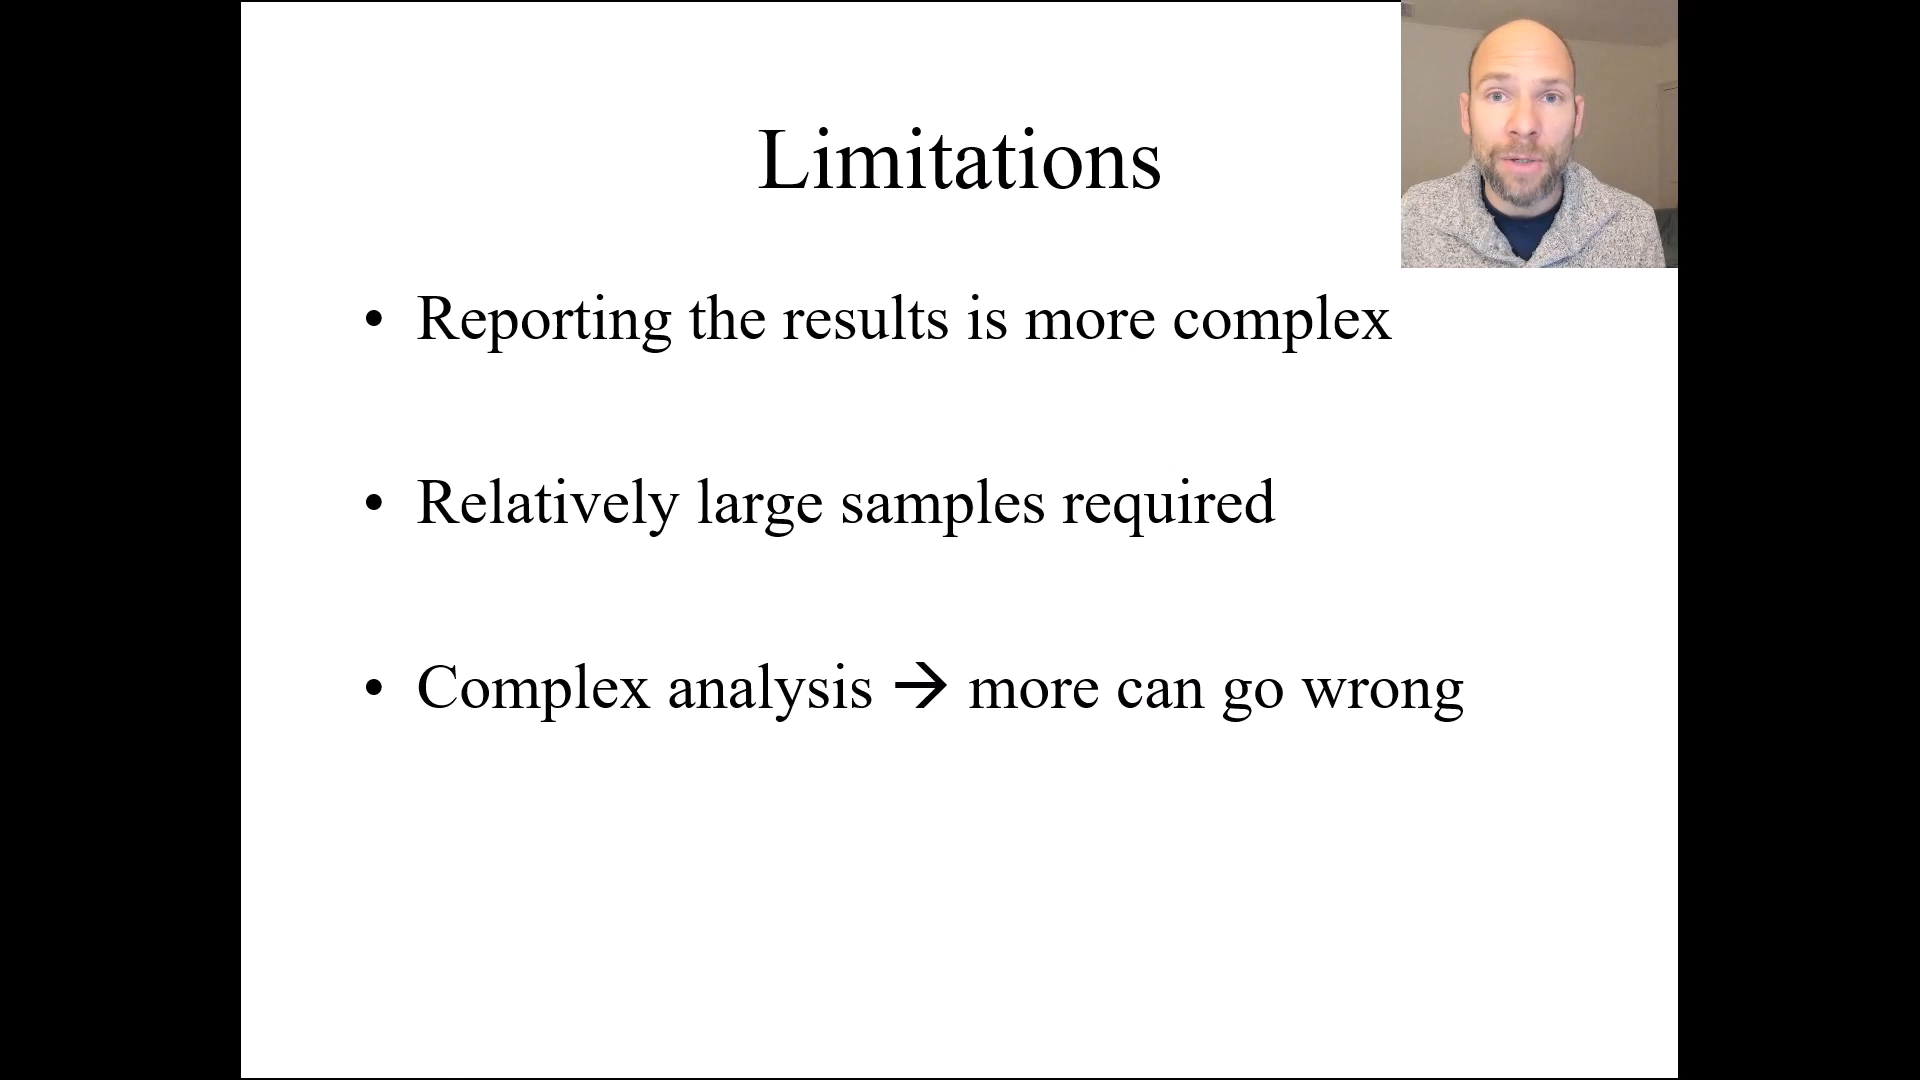 Limitations
• Reporting the results is more complex
• Relatively large samples required
• Complex analysis → more can go wrong